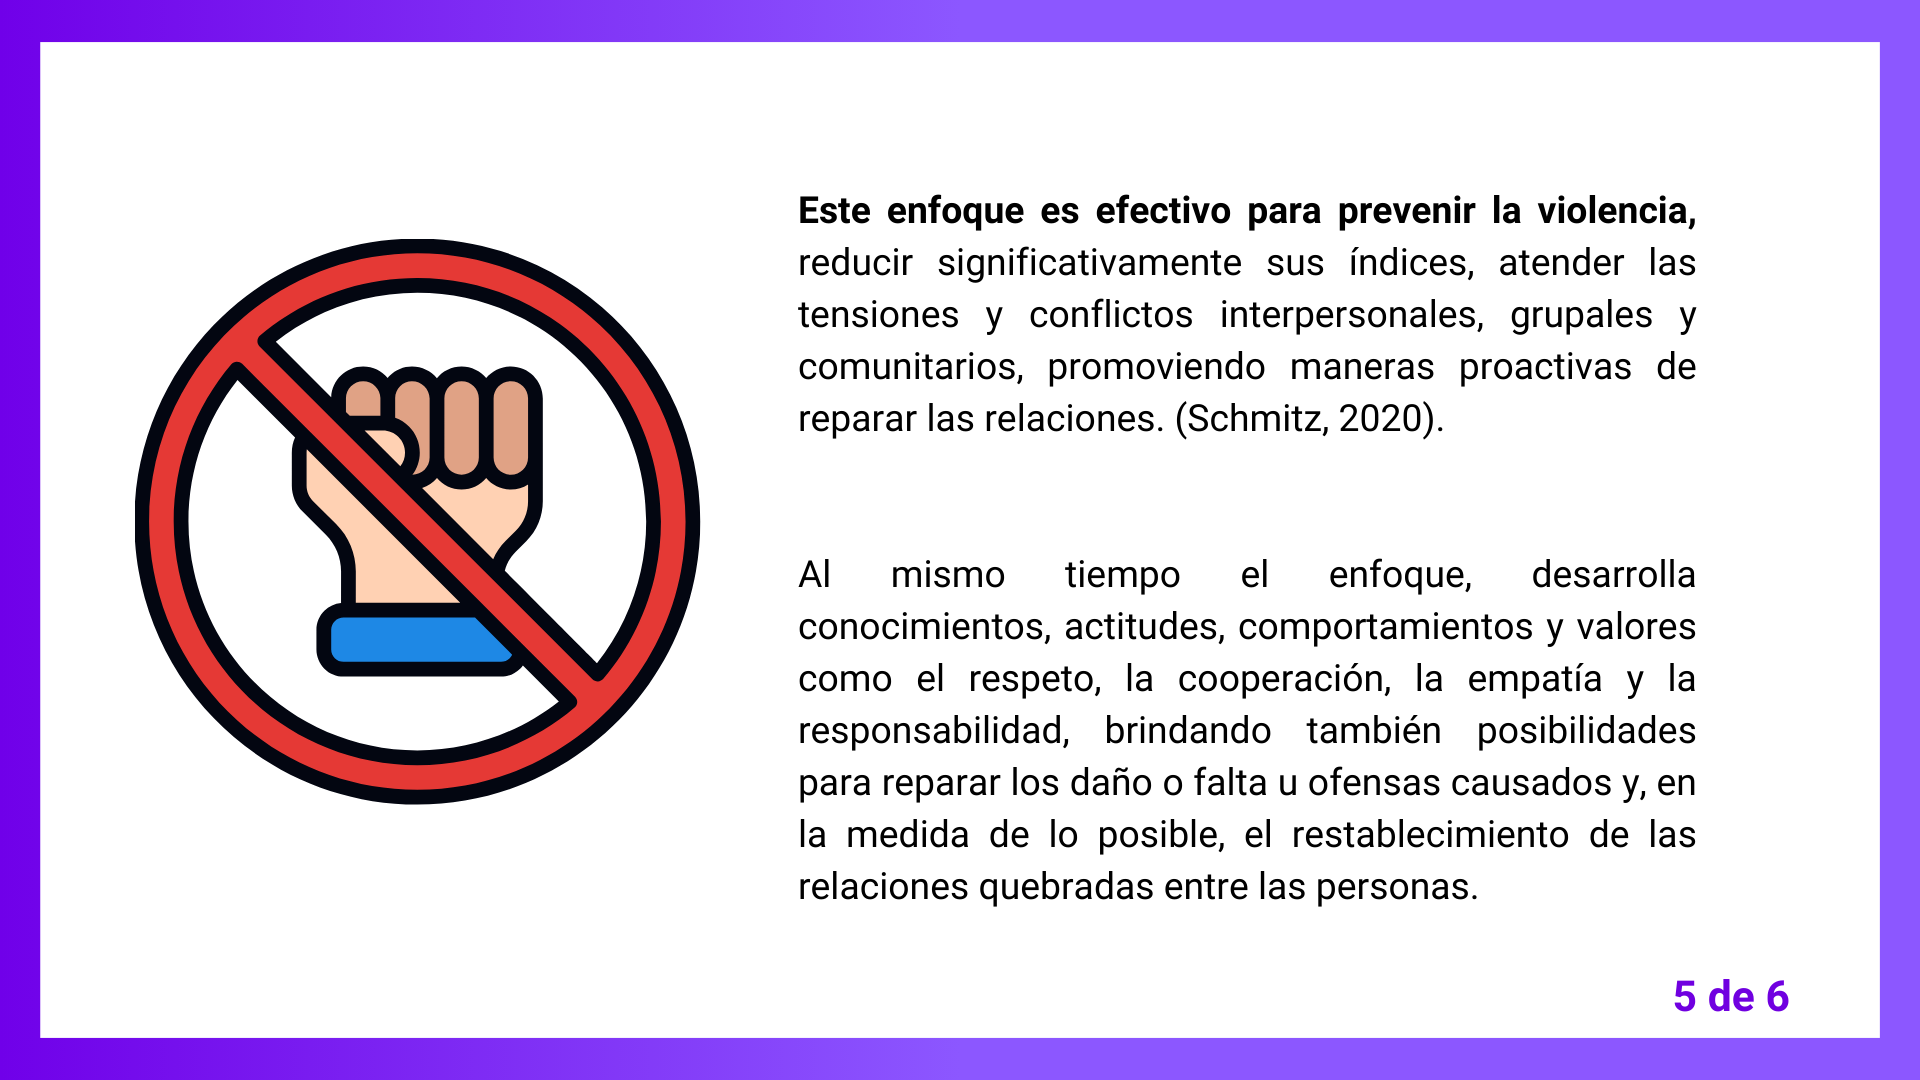 Este enfoque es efectivo para prevenir la violencia,
reducir significativamente sus índices, atender las
tensiones y conflictos interpersonales, grupales y
comunitarios, promoviendo maneras proactivas de
reparar las relaciones. (Schmitz, 2020).
Al mismo tiempo el enfoque, desarrolla
conocimientos, actitudes, comportamientos y valores
como el respeto, la cooperación, la empatía y la
responsabilidad, brindando también posibilidades
para reparar los daño o falta u ofensas causados y, en
la medida de lo posible, el restablecimiento de las
relaciones quebradas entre las personas.
5 de 6